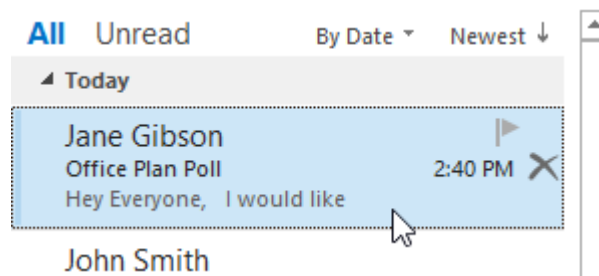 All Unread By Date Newest
Today
Jane Gibson
Office Plan Poll 2:40 PM
Hey Everyone, I would like
John Smith